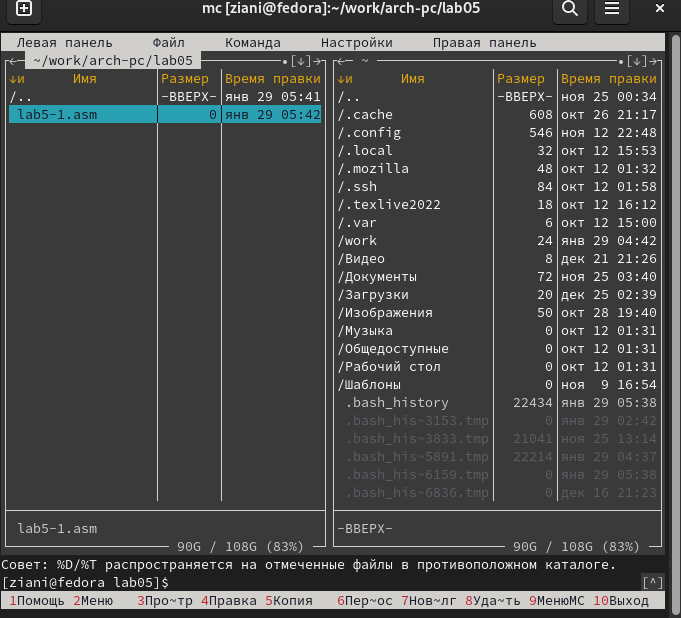 mc [ziani@fedora]:~/work/arch-pc/lab05
Левая панель Файл Команда Настройки Правая панель
~/work/arch-pc/lab05 [↓]
↓и Имя Размер Время правки
/.. -ВВЕРХ- янв 29 05:41
lab5-1.asm 0 янв 29 05:42
lab5-1.asm
90G / 108G (83%)
~ [↓]
↓и Имя Размер Время правки
/.. -ВВЕРХ- ноя 25 00:34
/.cache 608 окт 26 21:17
/.config 546 ноя 12 22:48
/.local 32 окт 12 15:53
/.mozilla 48 окт 12 01:32
/.ssh 84 окт 12 01:58
/.texlive2022 18 окт 12 16:12
/.var 6 окт 12 15:00
/work 24 янв 29 04:42
/Видео 8 дек 21 21:26
/Документы 72 ноя 25 03:40
/Загрузки 20 дек 25 02:39
/Изображения 50 окт 28 19:40
/Музыка 0 окт 12 01:31
/Общедоступные 0 окт 12 01:31
/Рабочий стол 0 окт 12 01:31
/Шаблоны 0 ноя 9 16:54
.bash_history 22434 янв 29 05:38
.bash_his~3153.tmp 0 янв 29 02:42
.bash_his~3833.tmp 21041 ноя 25 13:14
.bash_his~5891.tmp 22214 янв 29 04:37
.bash_his~6159.tmp 0 янв 29 05:38
.bash_his~6836.tmp 0 дек 16 21:23
-ВВЕРХ-
90G / 108G (83%)
Совет: %D/%T распространяется на отмеченные файлы в противоположном каталоге.
[ziani@fedora lab05]$ [^]
1Помощь 2Меню 3Про~тр 4Правка 5Копия 6Пер~ос 7Нов~лг 8Уда~ть 9МенюМС 10Выход